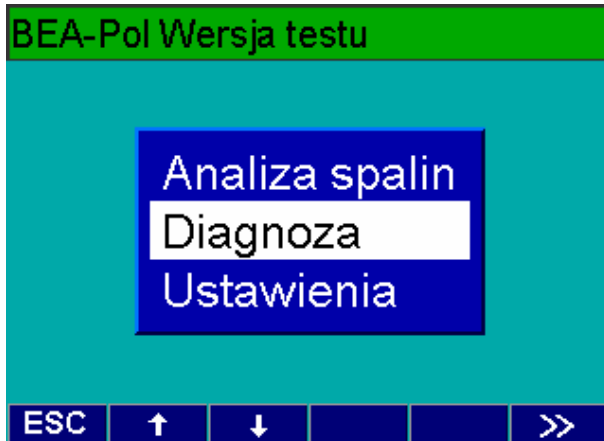 BEA-Pol Wersja testu
Analiza spalin
Diagnoza
Ustawienia
ESC ↑ ↓ >>